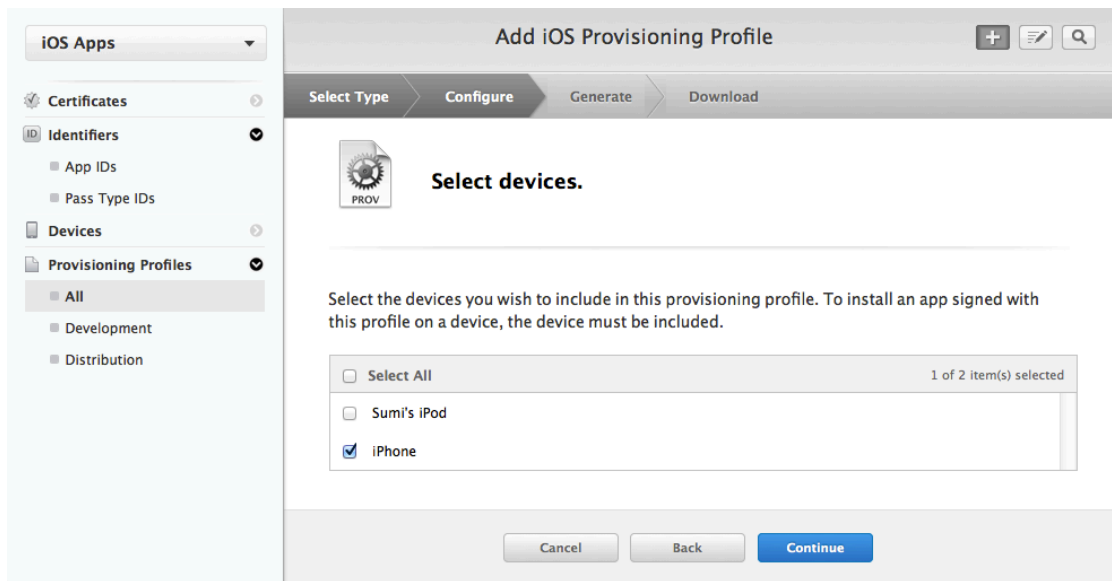 iOS Apps
Certificates
ID Identifiers
App IDs
Pass Type IDs
Devices
Provisioning Profiles
All
Development
Distribution
Add iOS Provisioning Profile
Select Type Configure Generate Download
PROV
Select devices.
Select the devices you wish to include in this provisioning profile. To install an app signed with
this profile on a device, the device must be included.
Select All 1 of 2 item(s) selected
Sumi's iPod
iPhone
Cancel Back Continue